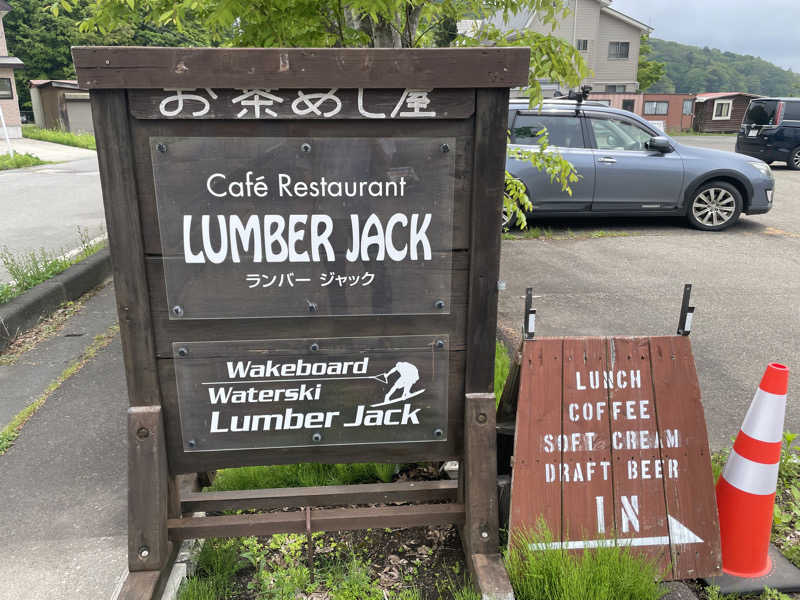 お茶めし屋
Café Restaurant
LUMBER JACK
ランバー ジャック
Wakeboard
Waterski
Lumber Jack
LUNCH
COFFEE
SOFT CREAM
DRAFT BEER
IN